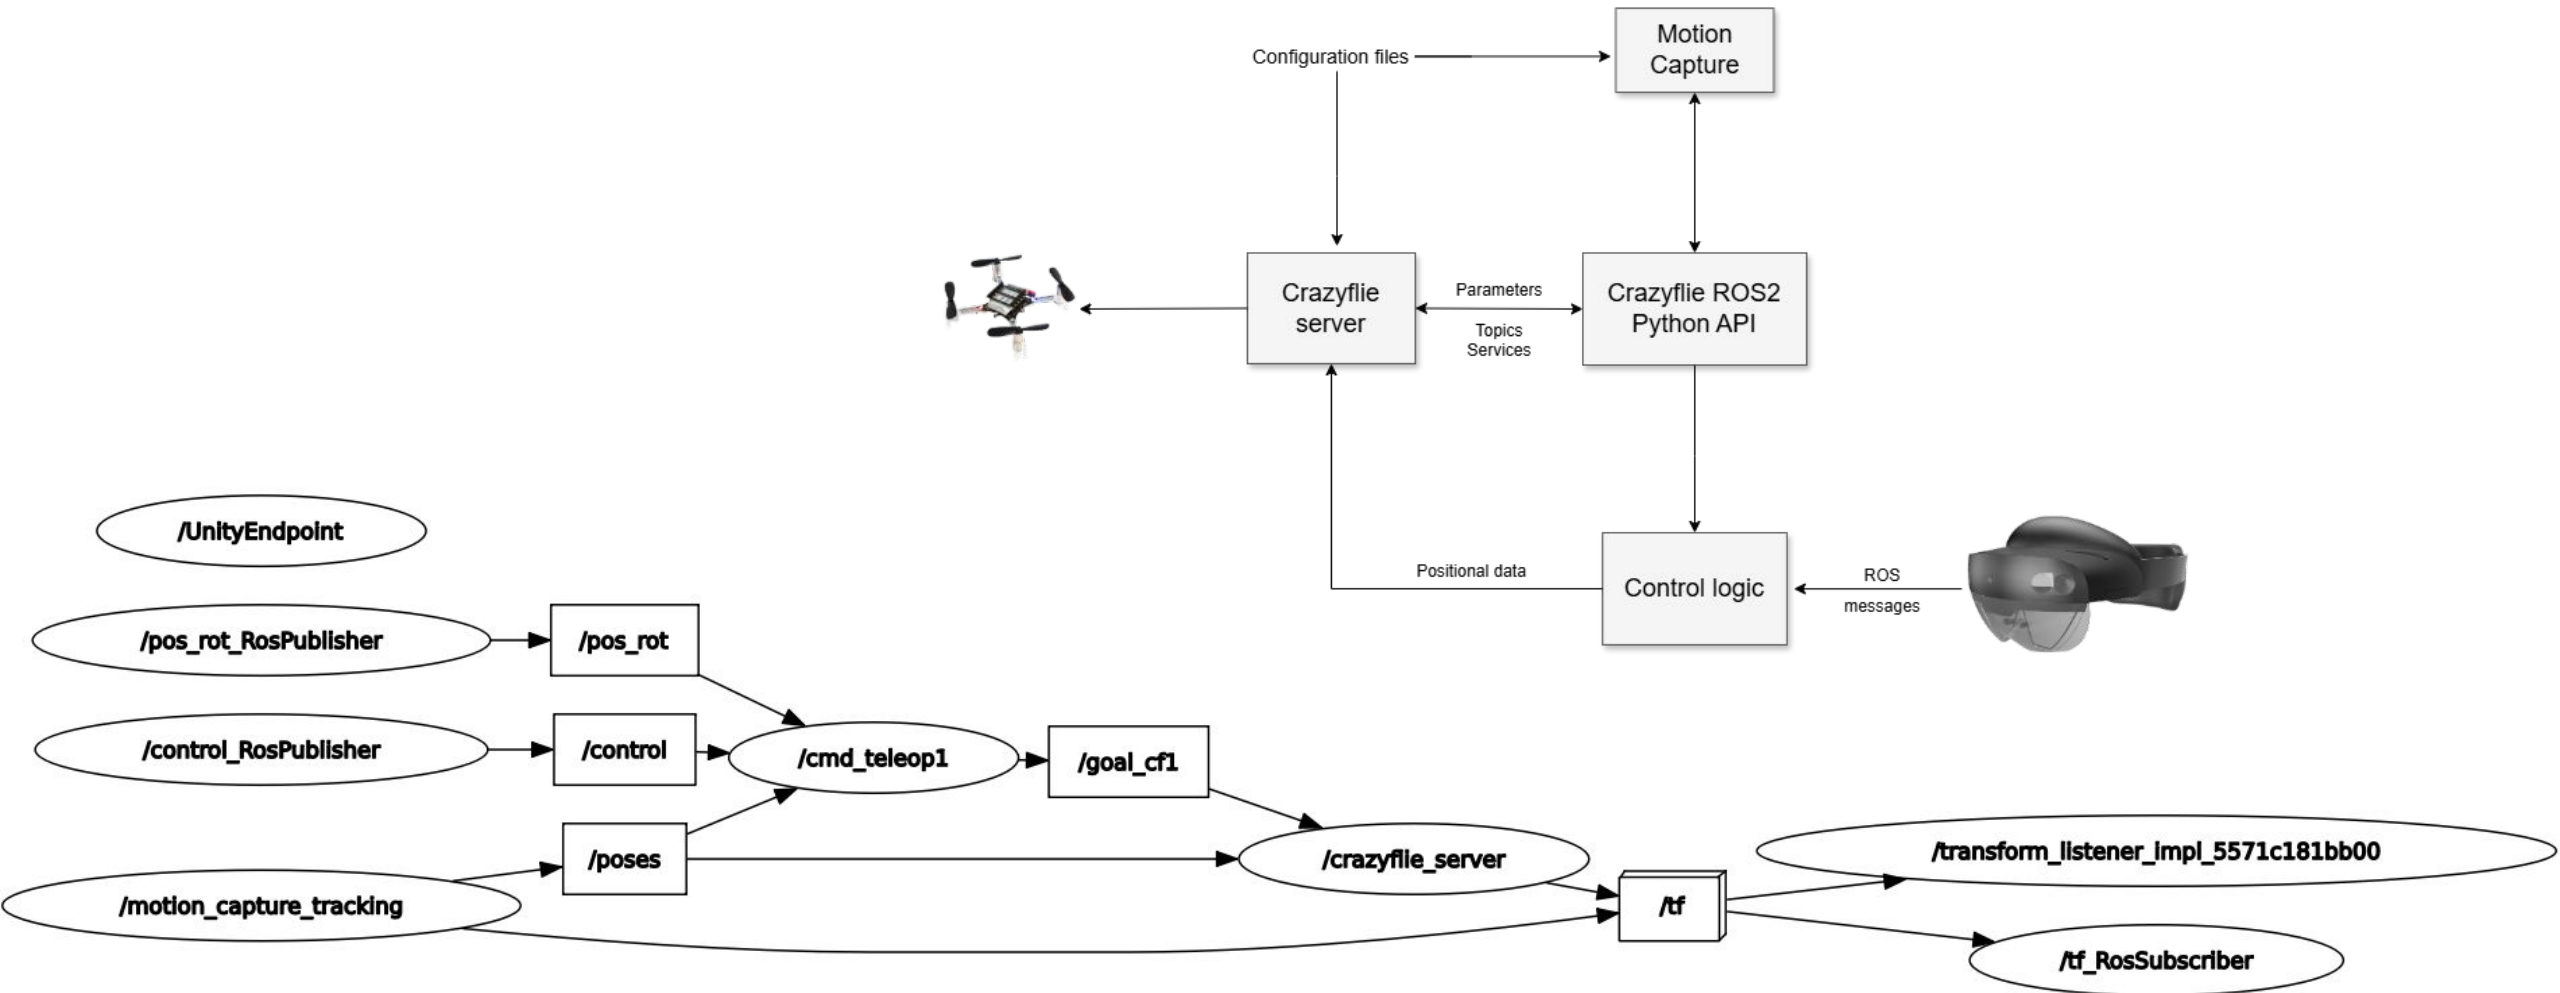 Motion
Capture
Configuration files
Crazyflie
server
Parameters
Topics
Services
Crazyflie ROS2
Python API
Positional data
Control logic
ROS
messages
/UnityEndpoint
/pos_rot_RosPublisher
/pos_rot
/control_RosPublisher
/control
/cmd_teleop1
/goal_cf1
/poses
/motion_capture_tracking
/crazyflie_server
/tf
/transform_listener_impl_5571c181bb00
/tf_RosSubscriber